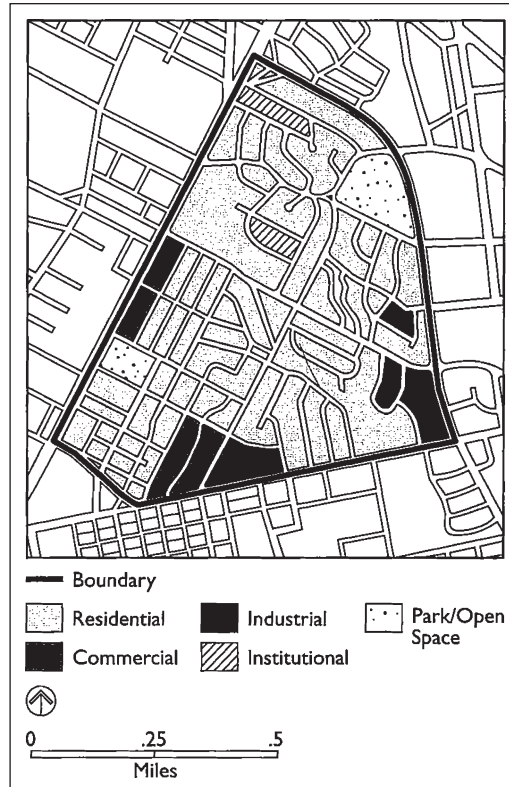 Boundary
Residential
Industrial
Park/Open
Space
Commercial
Institutional
0 .25 .5
Miles